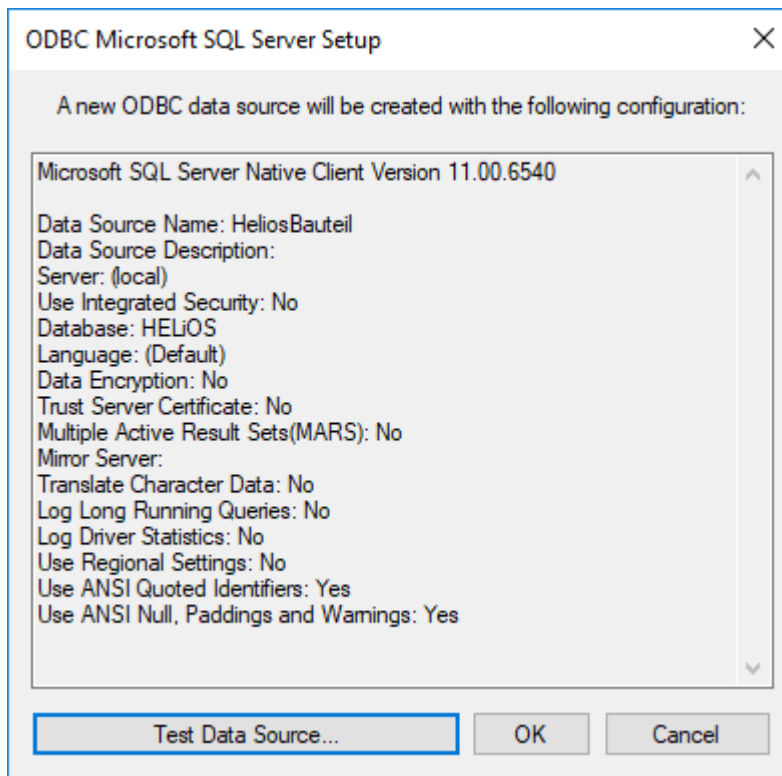 ODBC Microsoft SQL Server Setup
A new ODBC data source will be created with the following configuration:
Microsoft SQL Server Native Client Version 11.00.6540
Data Source Name: HeliosBauteil
Data Source Description:
Server: (local)
Use Integrated Security: No
Database: HELiOS
Language: (Default)
Data Encryption: No
Trust Server Certificate: No
Multiple Active Result Sets(MARS): No
Mirror Server:
Translate Character Data: No
Log Long Running Queries: No
Log Driver Statistics: No
Use Regional Settings: No
Use ANSI Quoted Identifiers: Yes
Use ANSI Null, Paddings and Warnings: Yes
Test Data Source... OK Cancel